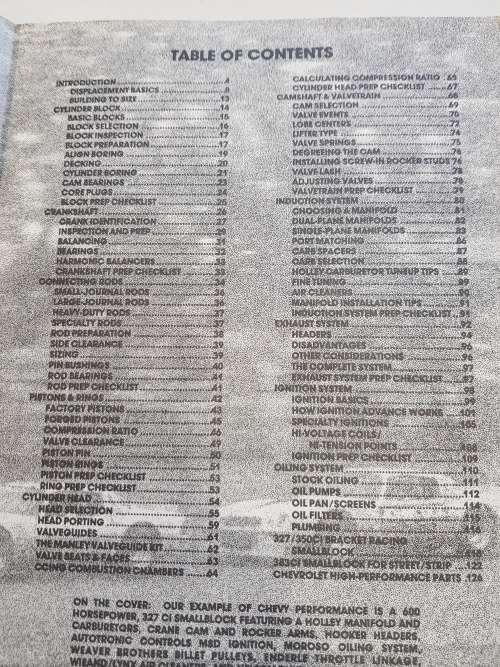 TABLE OF CONTENTS
INTRODUCTION 4
DISPLACEMENT BASICS 8
BUILDING TO SIZE 13
CYLINDER BLOCK 14
BASIC BLOCKS 15
BLOCK SELECTION 16
BLOCK INSPECTION 17
BLOCK PREPARATION 17
ALIGN BORING 19
DECKING 20
CYLINDER BORING 21
CAM BEARINGS 23
CORE PLUGS 24
BLOCK PREP CHECKLIST 25
CRANKSHAFT 26
CRANK IDENTIFICATION 27
INSPECTION AND PREP 29
BALANCING 31
BEARINGS 32
HARMONIC BALANCERS 33
CRANKSHAFT PREP CHECKLIST 33
CONNECTING RODS 34
SMALL-JOURNAL RODS 36
LARGE-JOURNAL RODS 36
HEAVY-DUTY RODS 37
SPECIALTY RODS 37
ROD PREPARATION 38
SIDE CLEARANCE 39
SIZING 39
PIN BUSHINGS 40
ROD BEARINGS 41
ROD PREP CHECKLIST 41
PISTONS & RINGS 42
FACTORY PISTONS 43
FORGED PISTONS 45
COMPRESSION RATIO 46
VALVE CLEARANCE 49
PISTON PIN 50
PISTON RINGS 51
PISTON PREP CHECKLIST 53
RING PREP CHECKLIST 53
CYLINDER HEAD 54
HEAD SELECTION 55
HEAD PORTING 59
VALVEGUIDES 61
THE MANLEY VALVEGUIDE KIT 62
VALVE SEATS & FACES 63
CCING COMBUSTION CHAMBERS 64
CALCULATING COMPRESSION RATIO 65
CYLINDER HEAD PREP CHECKLIST 67
CAMSHAFT & VALVETRAIN 68
CAM SELECTION 69
VALVE EVENTS 70
LOBE CENTERS 72
LIFTER TYPE 74
VALVE SPRINGS 75
DEGREEING THE CAM 76
INSTALLING SCREW-IN ROCKER STUDS 76
VALVE LASH 78
ADJUSTING VALVES 78
VALVETRAIN PREP CHECKLIST 79
INDUCTION SYSTEM 80
CHOOSING A MANIFOLD 81
DUAL-PLANE MANIFOLDS 82
SINGLE-PLANE MANIFOLDS 83
PORT MATCHING 86
CARB SPACERS 87
CARB SELECTION 88
HOLLEY CARBURETOR TUNEUP TIPS 89
FINE TUNING 89
AIR CLEANERS 90
MANIFOLD INSTALLATION TIPS 91
INDUCTION SYSTEM PREP CHECKLIST 91
EXHAUST SYSTEM 92
HEADERS 94
DISADVANTAGES 96
OTHER CONSIDERATIONS 96
THE COMPLETE SYSTEM 97
EXHAUST SYSTEM PREP CHECKLIST 97
IGNITION SYSTEM 98
IGNITION BASICS 99
HOW IGNITION ADVANCE WORKS 101
SPECIALTY IGNITIONS 105
HI-VOLTAGE COILS/
HI-TENSION POINTS 108
IGNITION PREP CHECKLIST 109
OILING SYSTEM 110
STOCK OILING 111
OIL PUMPS 112
OIL PAN/SCREENS 114
OIL FILTERS 115
PLUMBING 116
327/350CI BRACKET RACING
SMALLBLOCK 118
383CI SMALLBLOCK FOR STREET/STRIP 122
CHEVROLET HIGH-PERFORMANCE PARTS 126
ON THE COVER: OUR EXAMPLE OF CHEVY PERFORMANCE IS A 600
HORSEPOWER, 327 CI SMALLBLOCK FEATURING A HOLLEY MANIFOLD AND
CARBURETORS, CRANE CAM AND ROCKER ARMS, HOOKER HEADERS,
AUTOTRONIC CONTROLS MSD IGNITION, MOROSO OILING SYSTEM,
WEAVER BROTHERS BILLET PULLEYS, ENDERLE THROTTLE LINKAGE,
WIEAND/LYNX AIR CLEANERS